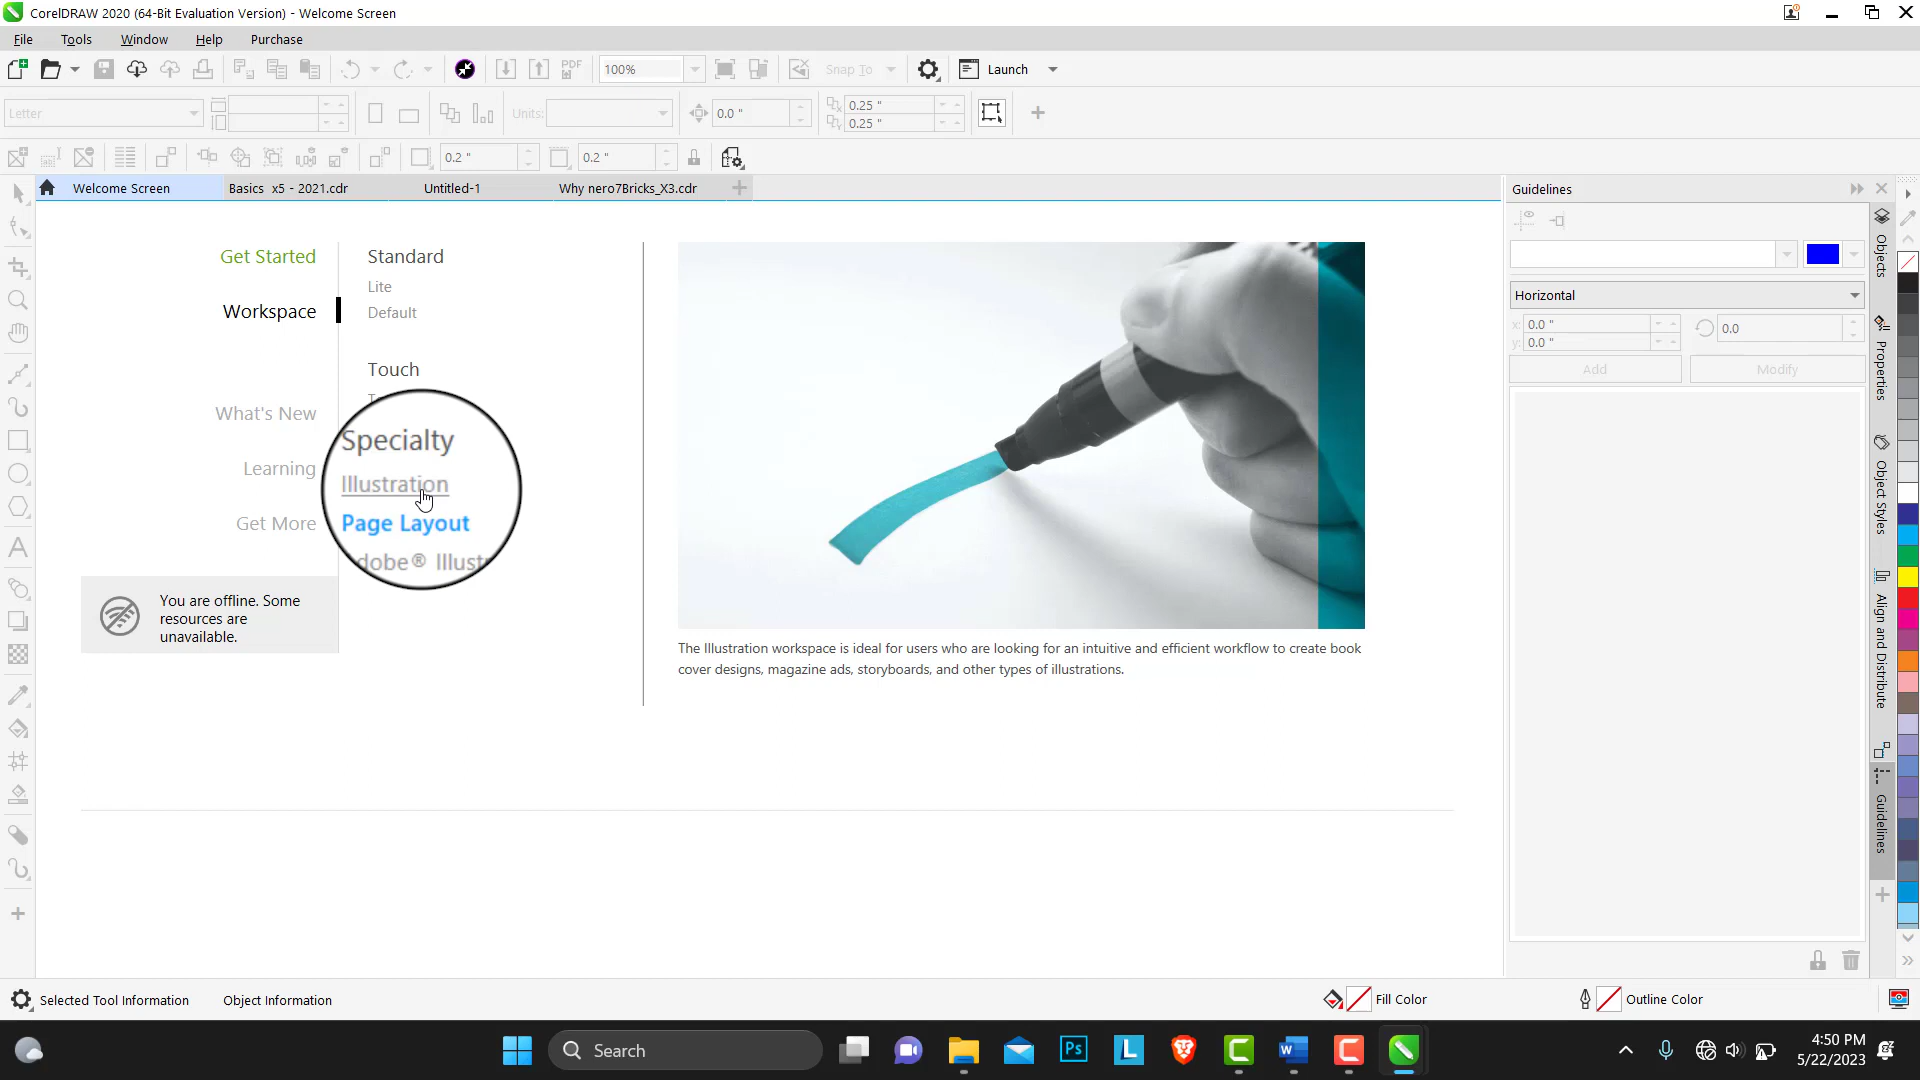 CorelDRAW 2020 (64-Bit Evaluation Version) - Welcome Screen
File Tools Window Help Purchase
PDF 100% Snap To Launch
Letter Units: 0.0 " 0.25 "
0.25 "
0.2 " 0.2 "
Welcome Screen Basics x5 - 2021.cdr Untitled-1 Why nero7Bricks_X3.cdr
Get Started
Workspace
What's New
Learning
Get More
You are offline. Some
resources are
unavailable.
Standard
Lite
Default
Touch
Specialty
Illustration
Page Layout
dobe® Illust
The Illustration workspace is ideal for users who are looking for an intuitive and efficient workflow to create book
cover designs, magazine ads, storyboards, and other types of illustrations.
Guidelines
Horizontal
x: 0.0 " 0.0
y: 0.0 "
Add Modify
Objects
Properties
Object Styles
Align and Distribute
Guidelines
Selected Tool Information Object Information Fill Color Outline Color
Search
Ps
L
C
W
C
4:50 PM
5/22/2023